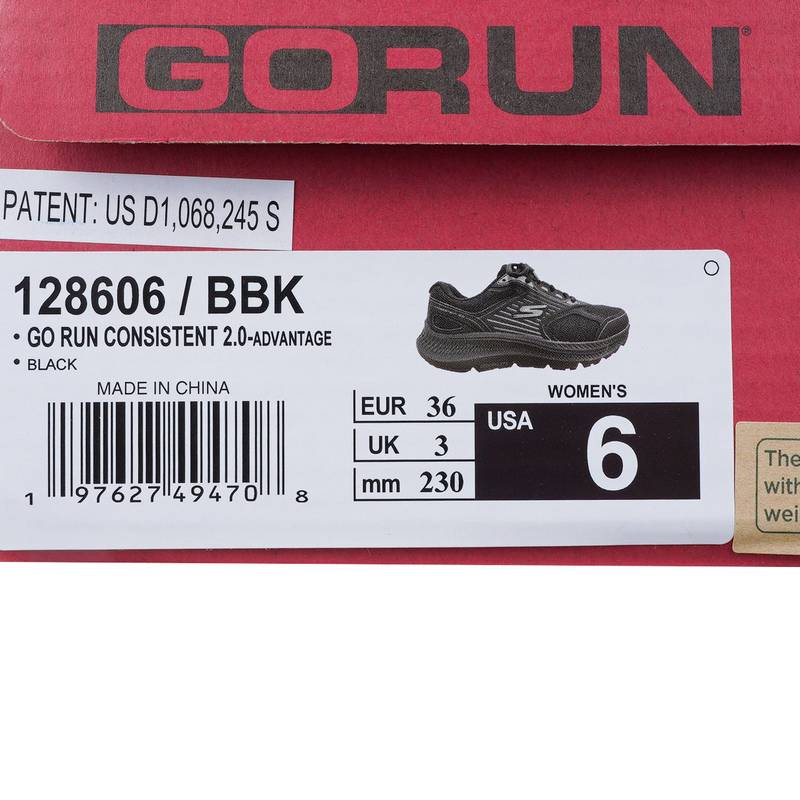 GORUN®
PATENT: US D1,068,245 S
128606 / BBK
• GO RUN CONSISTENT 2.0-ADVANTAGE
• BLACK
MADE IN CHINA
1 97627 49470 8
EUR 36
UK 3
mm 230
WOMEN'S
USA 6
The
with
wei